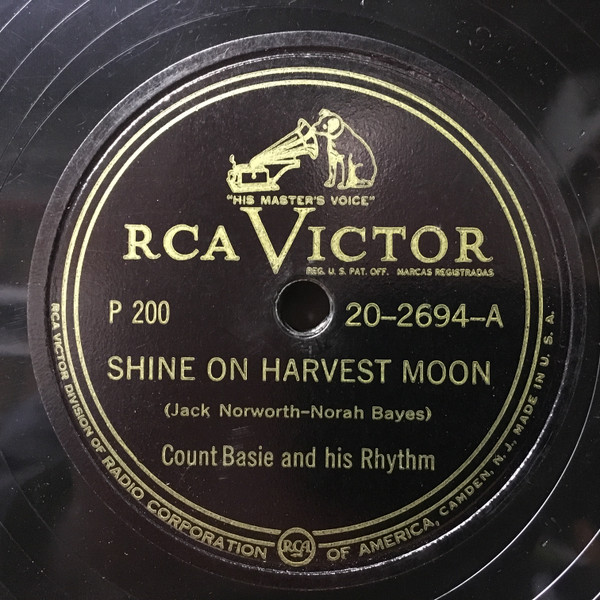 "HIS MASTER'S VOICE"
RCA VICTOR
REG. U. S. PAT. OFF. MARCAS REGISTRADAS
P 200
20-2694-A
SHINE ON HARVEST MOON
(Jack Norworth-Norah Bayes)
Count Basie and his Rhythm
RCA VICTOR DIVISION OF RADIO CORPORATION OF AMERICA, CAMDEN, N. J., MADE IN U. S. A.
RCA